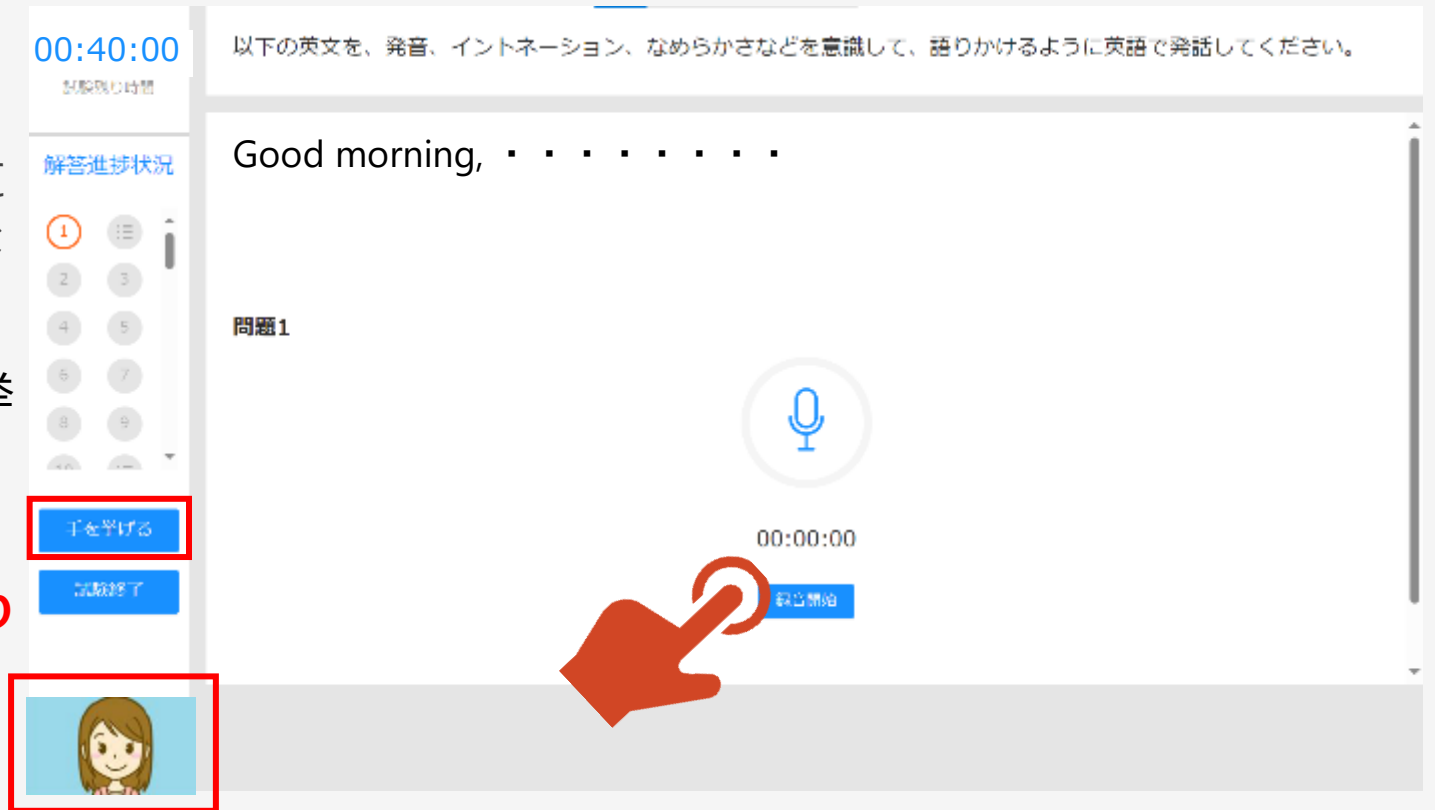 00:40:00
試験残り時間
以下の英文を、発音、イントネーション、なめらかさなどを意識して、語りかけるように英語で発話してください。
解答進捗状況
Good morning, ・・・・・・・・
1
2 3
4 5
6 7
8 9
問題1
挙
手を挙げる
00:00:00
試験終了
録音開始